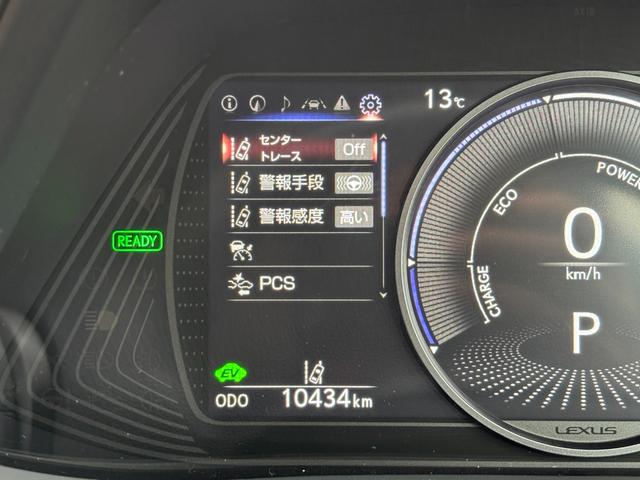 13℃
センター
トレース
Off
警報手段
警報感度
高い
PCS
READY
EV
ODO 10434km
POWER
ECO
CHARGE
0
km/h
P
LEXUS